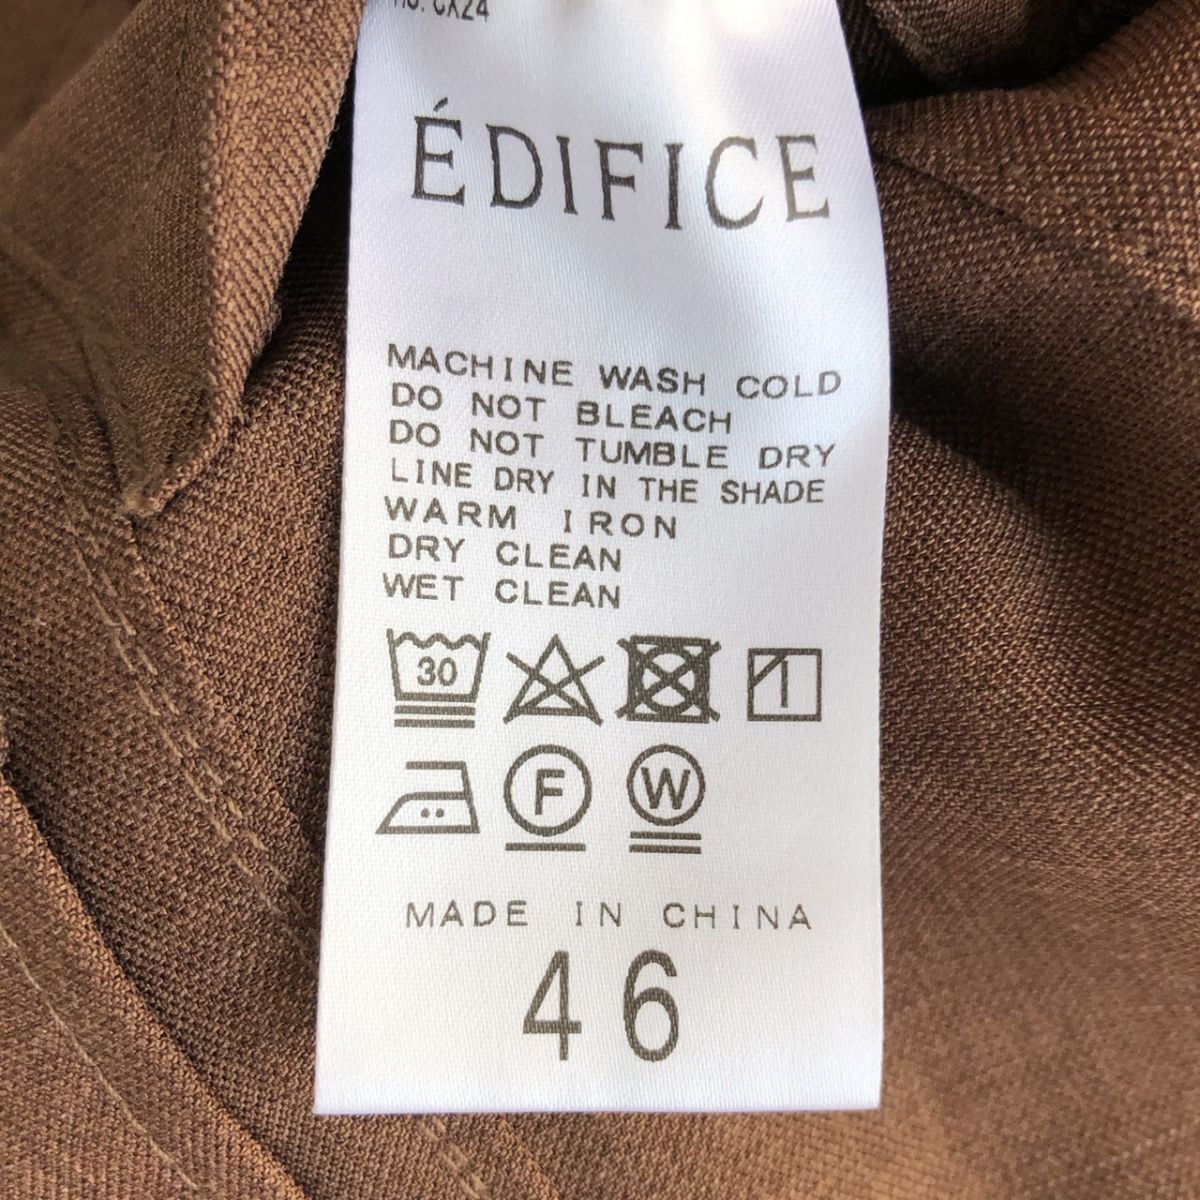 CX24
ÉDIFICE
MACHINE WASH COLD
DO NOT BLEACH
DO NOT TUMBLE DRY
LINE DRY IN THE SHADE
WARM IRON
DRY CLEAN
WET CLEAN
30
F W
MADE IN CHINA
46